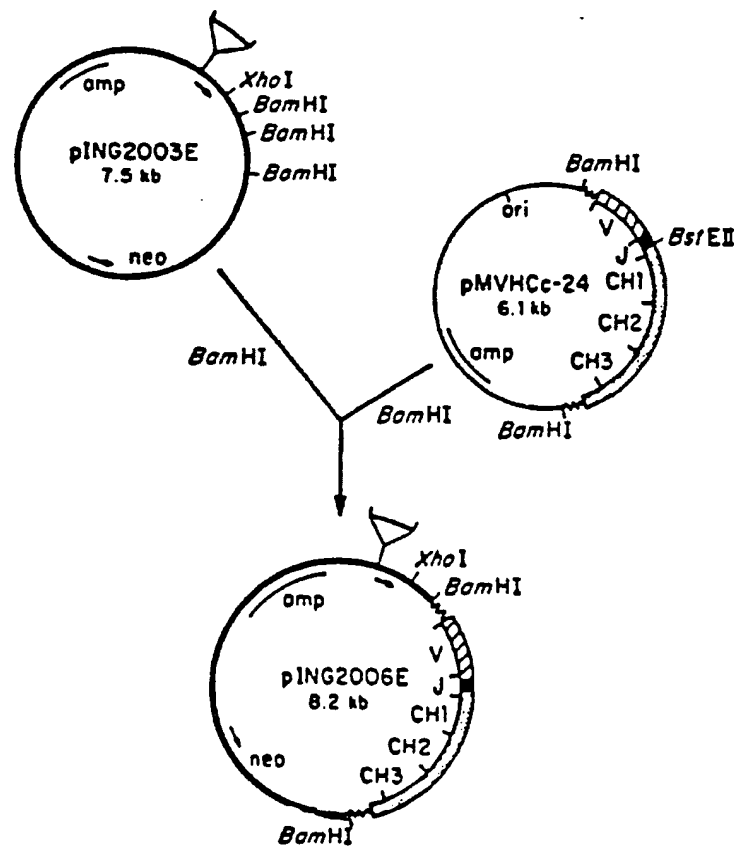 amp
XhoI
BamHI
BamHI
BamHI
pING2003E
7.5 kb
neo
BamHI
ori
V
BstEII
J
pMVHCc-24
6.1 kb
CH1
CH2
CH3
amp
BamHI
BamHI
BamHI
XhoI
BamHI
amp
V
pING2006E
8.2 kb
J
CH1
CH2
CH3
neo
BamHI